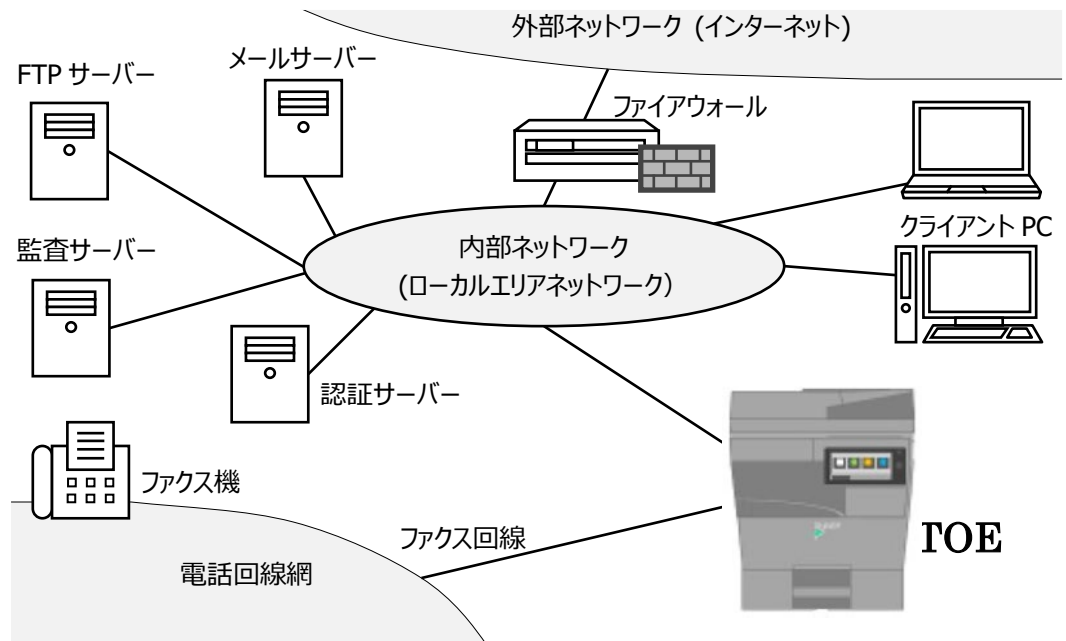 外部ネットワーク (インターネット)
メールサーバー
FTP サーバー
ファイアウォール
クライアント PC
監査サーバー
内部ネットワーク
(ローカルエリアネットワーク)
認証サーバー
ファクス機
ファクス回線
TOE
電話回線網